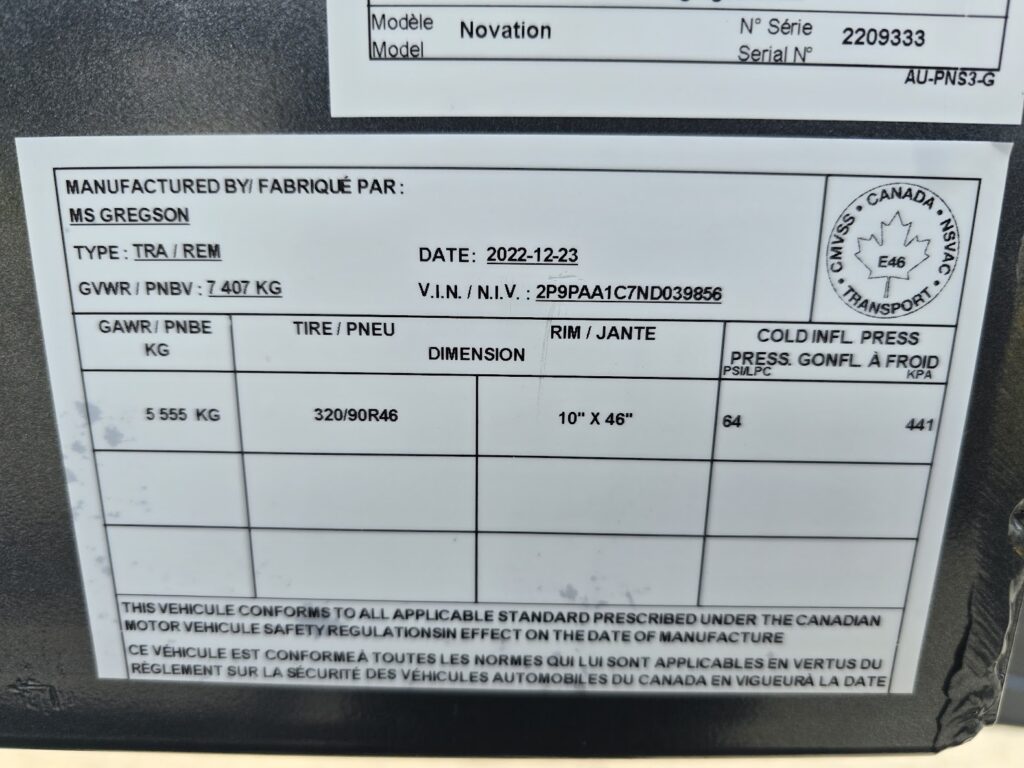 Modèle
Model
Novation
N° Série
Serial N°
2209333
AU-PNS3-G
MANUFACTURED BY/ FABRIQUÉ PAR :
MS GREGSON
TYPE : TRA / REM
DATE: 2022-12-23
GVWR / PNBV : 7 407 KG
V.I.N. / N.I.V. : 2P9PAA1C7ND039856
CANADA • NSVAC • TRANSPORT • CMVSS •
E46
GAWR / PNBE
KG
TIRE / PNEU
RIM / JANTE
DIMENSION
COLD INFL. PRESS
PRESS. GONFL. À FROID
PSI/LPC KPA
5 555 KG 320/90R46 10" X 46" 64 441
THIS VEHICULE CONFORMS TO ALL APPLICABLE STANDARD PRESCRIBED UNDER THE CANADIAN
MOTOR VEHICULE SAFETY REGULATIONSIN EFFECT ON THE DATE OF MANUFACTURE
CE VÉHICULE EST CONFORME À TOUTES LES NORMES QUI LUI SONT APPLICABLES EN VERTUS DU
RÈGLEMENT SUR LA SÉCURITÉ DES VÉHICULES AUTOMOBILES DU CANADA EN VIGUEURÀ LA DATE